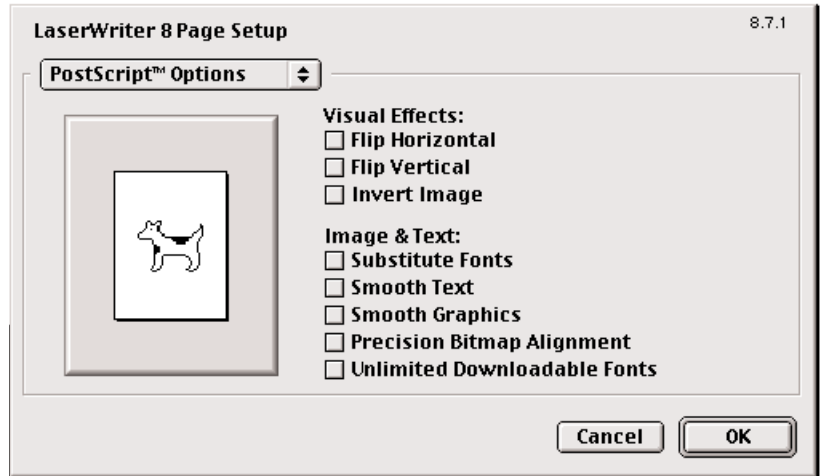 LaserWriter 8 Page Setup
8.7.1
PostScript™ Options
Visual Effects:
Flip Horizontal
Flip Vertical
Invert Image
Image & Text:
Substitute Fonts
Smooth Text
Smooth Graphics
Precision Bitmap Alignment
Unlimited Downloadable Fonts
Cancel
OK